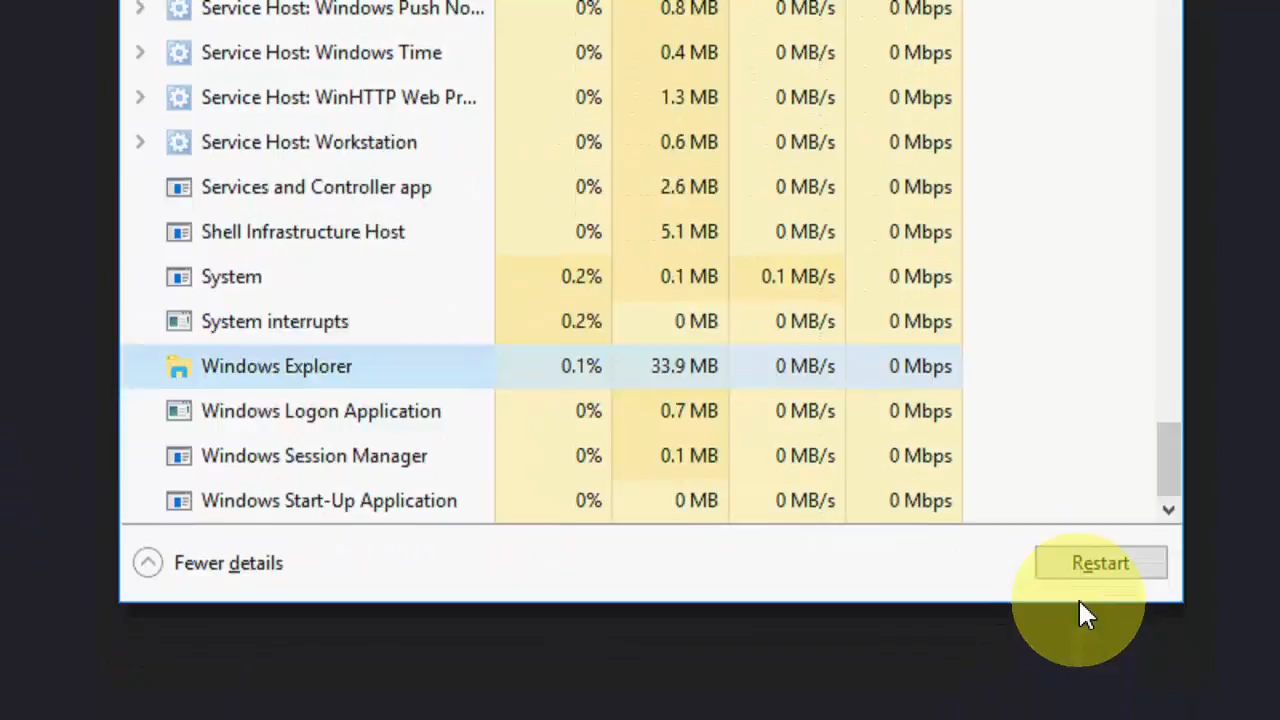 Service Host: Windows Push No... 0% 0.8 MB 0 MB/s 0 Mbps
Service Host: Windows Time 0% 0.4 MB 0 MB/s 0 Mbps
Service Host: WinHTTP Web Pr... 0% 1.3 MB 0 MB/s 0 Mbps
Service Host: Workstation 0% 0.6 MB 0 MB/s 0 Mbps
Services and Controller app 0% 2.6 MB 0 MB/s 0 Mbps
Shell Infrastructure Host 0% 5.1 MB 0 MB/s 0 Mbps
System 0.2% 0.1 MB 0.1 MB/s 0 Mbps
System interrupts 0.2% 0 MB 0 MB/s 0 Mbps
Windows Explorer 0.1% 33.9 MB 0 MB/s 0 Mbps
Windows Logon Application 0% 0.7 MB 0 MB/s 0 Mbps
Windows Session Manager 0% 0.1 MB 0 MB/s 0 Mbps
Windows Start-Up Application 0% 0 MB 0 MB/s 0 Mbps
Fewer details Restart